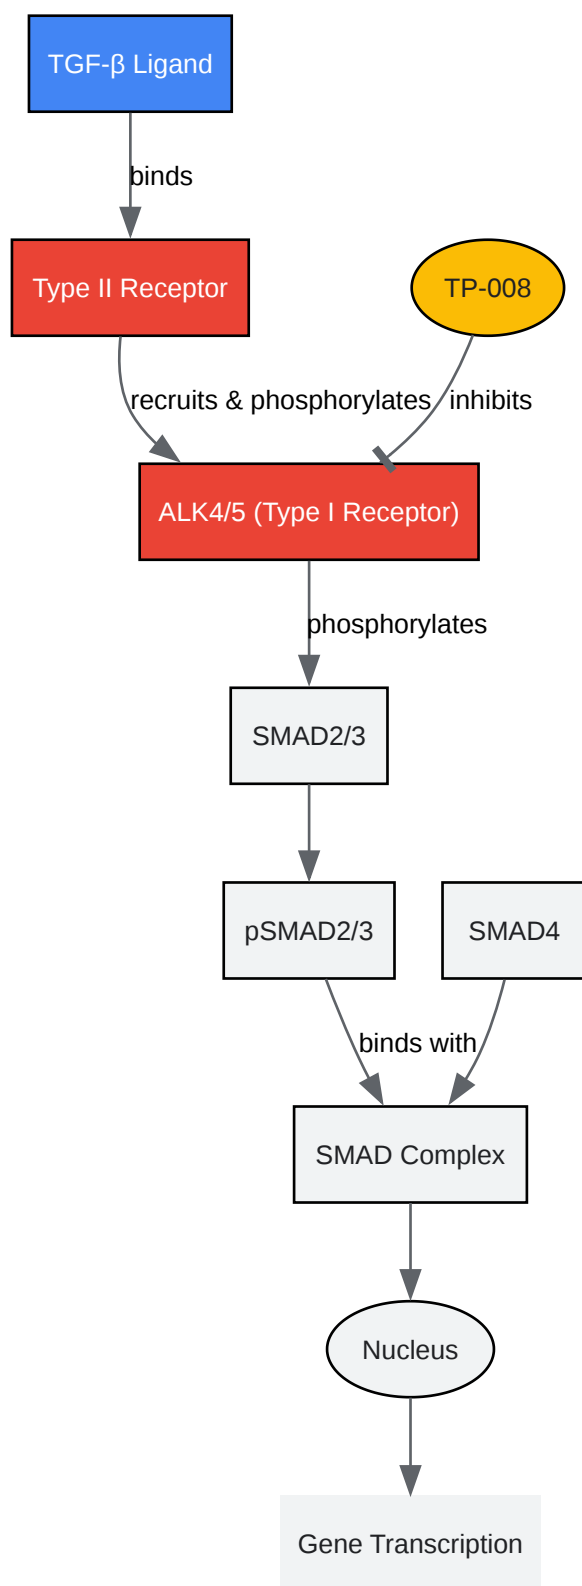 TGF-β Ligand
binds
Type II Receptor
TP-008
recruits & phosphorylates
inhibits
ALK4/5 (Type I Receptor)
phosphorylates
SMAD2/3
pSMAD2/3
SMAD4
binds with
SMAD Complex
Nucleus
Gene Transcription